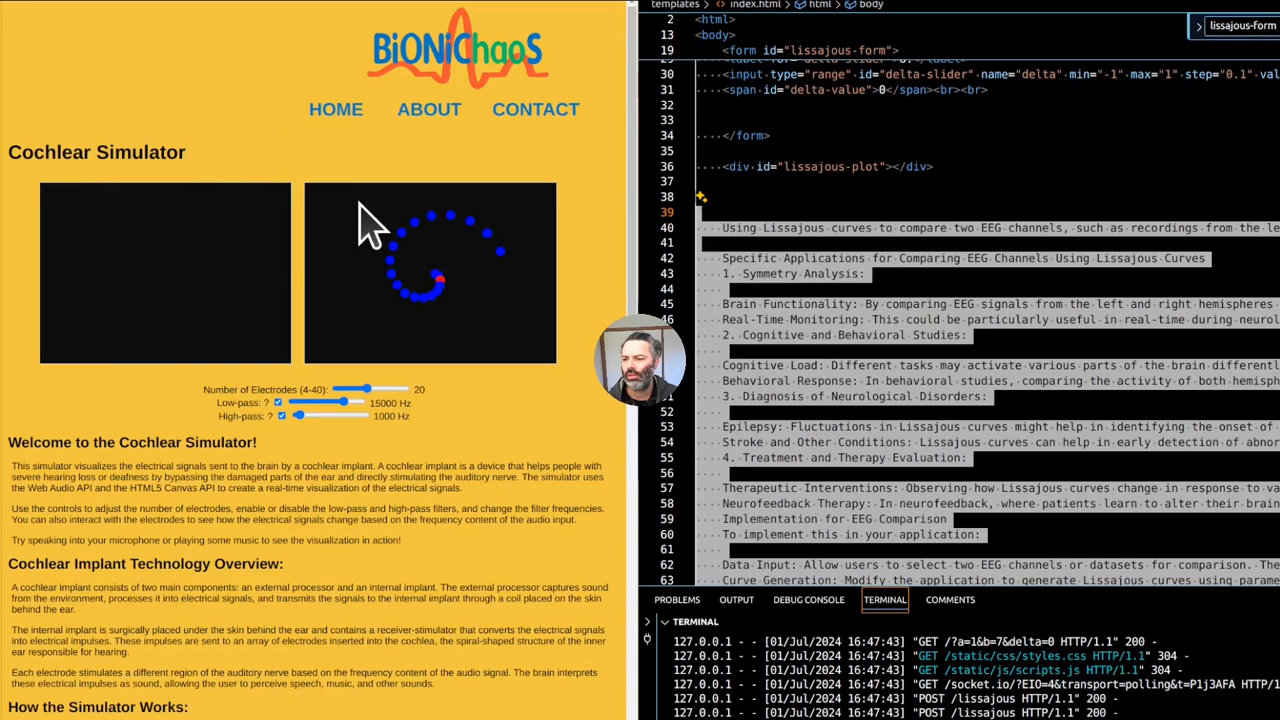 BiONiChaoS
HOME ABOUT CONTACT
Cochlear Simulator
Number of Electrodes (4-40): 20
Low-pass: ? 15000 Hz
High-pass: ? 1000 Hz
Welcome to the Cochlear Simulator!
This simulator visualizes the electrical signals sent to the brain by a cochlear implant. A cochlear implant is a device that helps people with
severe hearing loss or deafness by bypassing the damaged parts of the ear and directly stimulating the auditory nerve. The simulator uses
the Web Audio API and the HTML5 Canvas API to create a real-time visualization of the electrical signals.
Use the controls to adjust the number of electrodes, enable or disable the low-pass and high-pass filters, and change the filter frequencies.
You can also interact with the electrodes to see how the electrical signals change based on the frequency content of the audio input.
Try speaking into your microphone or playing some music to see the visualization in action!
Cochlear Implant Technology Overview:
A cochlear implant consists of two main components: an external processor and an internal implant. The external processor captures sound
from the environment, processes it into electrical signals, and transmits the signals to the internal implant through a coil placed on the skin
behind the ear.
The internal implant is surgically placed under the skin behind the ear and contains a receiver-stimulator that converts the electrical signals
into electrical impulses. These impulses are sent to an array of electrodes inserted into the cochlea, the spiral-shaped structure of the inner
ear responsible for hearing.
Each electrode stimulates a different region of the auditory nerve based on the frequency content of the audio signal. The brain interprets
these electrical impulses as sound, allowing the user to perceive speech, music, and other sounds.
How the Simulator Works:
templates > index.html > html > body
lissajous-form
2 <html>
13 <body>
19 <form id="lissajous-form">
30 <input type="range" id="delta-slider" name="delta" min="-1" max="1" step="0.1"
31 <span id="delta-value">0</span><br><br>
32
33
34 </form>
35
36 <div id="lissajous-plot"></div>
37
38
39
40 Using Lissajous curves to compare two EEG channels, such as recordings from the
41
42 Specific Applications for Comparing EEG Channels Using Lissajous Curves
43 1. Symmetry Analysis:
44
45 Brain Functionality: By comparing EEG signals from the left and right hemispheres
46 Real-Time Monitoring: This could be particularly useful in real-time during
2. Cognitive and Behavioral Studies:
Cognitive Load: Different tasks may activate various parts of the brain
Behavioral Response: In behavioral studies, comparing the activity of both
3. Diagnosis of Neurological Disorders:
52
53 Epilepsy: Fluctuations in Lissajous curves might help in identifying the onset of
54 Stroke and Other Conditions: Lissajous curves can help in early detection of
55 4. Treatment and Therapy Evaluation:
56
57 Therapeutic Interventions: Observing how Lissajous curves change in response to
58 Neurofeedback Therapy: In neurofeedback, where patients learn to alter their
59 Implementation for EEG Comparison
60 To implement this in your application:
61
62 Data Input: Allow users to select two EEG channels or datasets for comparison.
63 Curve Generation: Modify the application to generate Lissajous curves using
PROBLEMS OUTPUT DEBUG CONSOLE TERMINAL COMMENTS
TERMINAL
127.0.0.1 - - [01/Jul/2024 16:47:43] "GET /?a=1&b=7&delta=0 HTTP/1.1" 200 -
127.0.0.1 - - [01/Jul/2024 16:47:43] "GET /static/css/styles.css HTTP/1.1" 304 -
127.0.0.1 - - [01/Jul/2024 16:47:43] "GET /static/js/scripts.js HTTP/1.1" 304 -
127.0.0.1 - - [01/Jul/2024 16:47:43] "GET /socket.io/?EIO=4&transport=polling&t=P1j3AFA
127.0.0.1 - - [01/Jul/2024 16:47:43] "POST /lissajous HTTP/1.1" 200 -
127.0.0.1 - - [01/Jul/2024 16:47:43] "POST /lissajous HTTP/1.1" 200 -